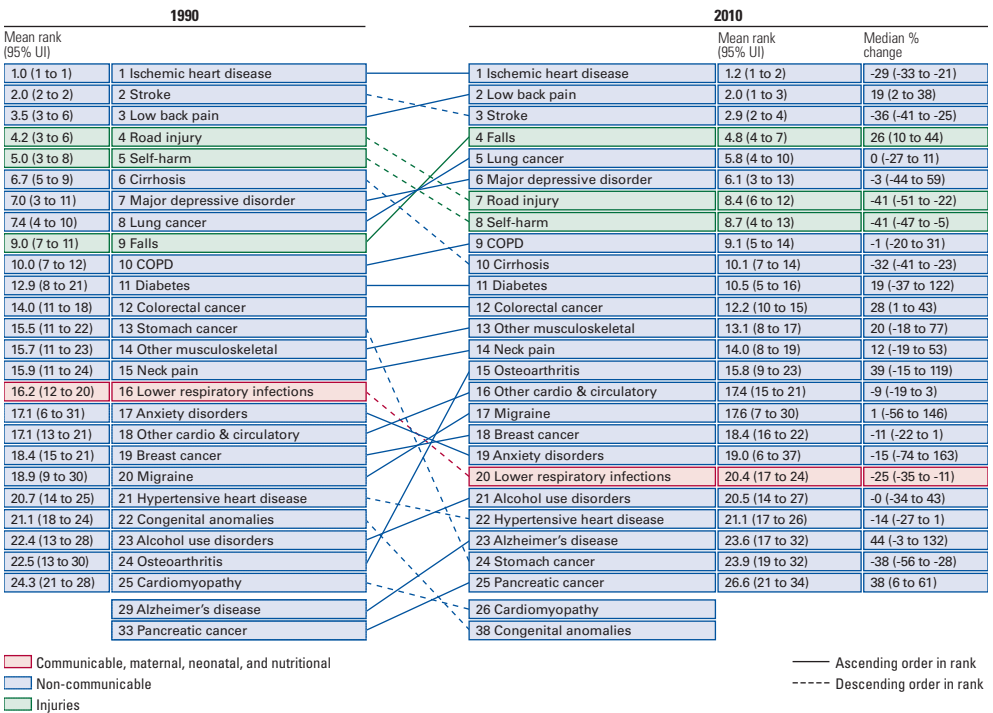 1990 2010
Mean rank (95% UI) Mean rank (95% UI) Median % change
1.0 (1 to 1) 1 Ischemic heart disease 1 Ischemic heart disease 1.2 (1 to 2) -29 (-33 to -21)
2.0 (2 to 2) 2 Stroke 2 Low back pain 2.0 (1 to 3) 19 (2 to 38)
3.5 (3 to 6) 3 Low back pain 3 Stroke 2.9 (2 to 4) -36 (-41 to -25)
4.2 (3 to 6) 4 Road injury 4 Falls 4.8 (4 to 7) 26 (10 to 44)
5.0 (3 to 8) 5 Self-harm 5 Lung cancer 5.8 (4 to 10) 0 (-27 to 11)
6.7 (5 to 9) 6 Cirrhosis 6 Major depressive disorder 6.1 (3 to 13) -3 (-44 to 59)
7.0 (3 to 11) 7 Major depressive disorder 7 Road injury 8.4 (6 to 12) -41 (-51 to -22)
7.4 (4 to 10) 8 Lung cancer 8 Self-harm 8.7 (4 to 13) -41 (-47 to -5)
9.0 (7 to 11) 9 Falls 9 COPD 9.1 (5 to 14) -1 (-20 to 31)
10.0 (7 to 12) 10 COPD 10 Cirrhosis 10.1 (7 to 14) -32 (-41 to -23)
12.9 (8 to 21) 11 Diabetes 11 Diabetes 10.5 (5 to 16) 19 (-37 to 122)
14.0 (11 to 18) 12 Colorectal cancer 12 Colorectal cancer 12.2 (10 to 15) 28 (1 to 43)
15.5 (11 to 22) 13 Stomach cancer 13 Other musculoskeletal 13.1 (8 to 17) 20 (-18 to 77)
15.7 (11 to 23) 14 Other musculoskeletal 14 Neck pain 14.0 (8 to 19) 12 (-19 to 53)
15.9 (11 to 24) 15 Neck pain 15 Osteoarthritis 15.8 (9 to 23) 39 (-15 to 119)
16.2 (12 to 20) 16 Lower respiratory infections 16 Other cardio & circulatory 17.4 (15 to 21) -9 (-19 to 3)
17.1 (6 to 31) 17 Anxiety disorders 17 Migraine 17.6 (7 to 30) 1 (-56 to 146)
17.1 (13 to 21) 18 Other cardio & circulatory 18 Breast cancer 18.4 (16 to 22) -11 (-22 to 1)
18.4 (15 to 21) 19 Breast cancer 19 Anxiety disorders 19.0 (6 to 37) -15 (-74 to 163)
18.9 (9 to 30) 20 Migraine 20 Lower respiratory infections 20.4 (17 to 24) -25 (-35 to -11)
20.7 (14 to 25) 21 Hypertensive heart disease 21 Alcohol use disorders 20.5 (14 to 27) -0 (-34 to 43)
21.1 (18 to 24) 22 Congenital anomalies 22 Hypertensive heart disease 21.1 (17 to 26) -14 (-27 to 1)
22.4 (13 to 28) 23 Alcohol use disorders 23 Alzheimer's disease 23.6 (17 to 32) 44 (-3 to 132)
22.5 (13 to 30) 24 Osteoarthritis 24 Stomach cancer 23.9 (19 to 32) -38 (-56 to -28)
24.3 (21 to 28) 25 Cardiomyopathy 25 Pancreatic cancer 26.6 (21 to 34) 38 (6 to 61)
29 Alzheimer's disease 26 Cardiomyopathy
33 Pancreatic cancer 38 Congenital anomalies
Communicable, maternal, neonatal, and nutritional Ascending order in rank
Non-communicable Descending order in rank
Injuries